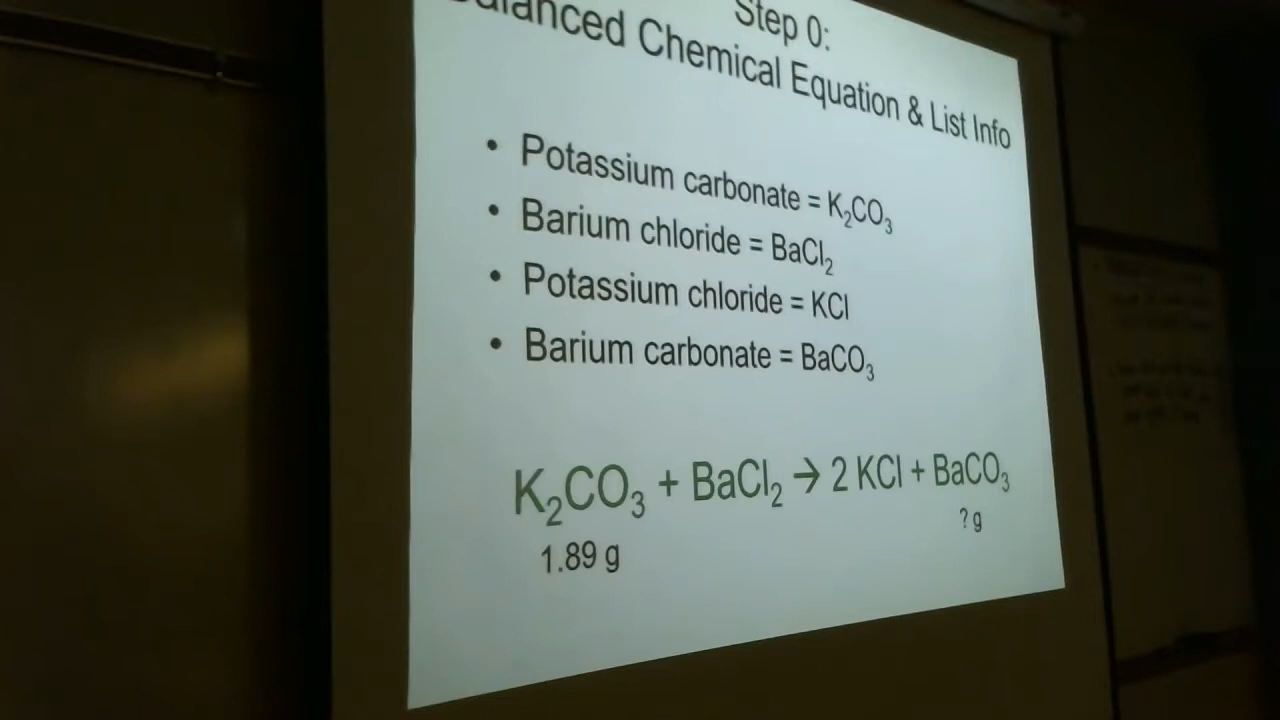 Step 0:
Balanced Chemical Equation & List Info
• Potassium carbonate = K₂CO₃
• Barium chloride = BaCl₂
• Potassium chloride = KCl
• Barium carbonate = BaCO₃
K₂CO₃ + BaCl₂ → 2 KCl + BaCO₃
? g
1.89 g